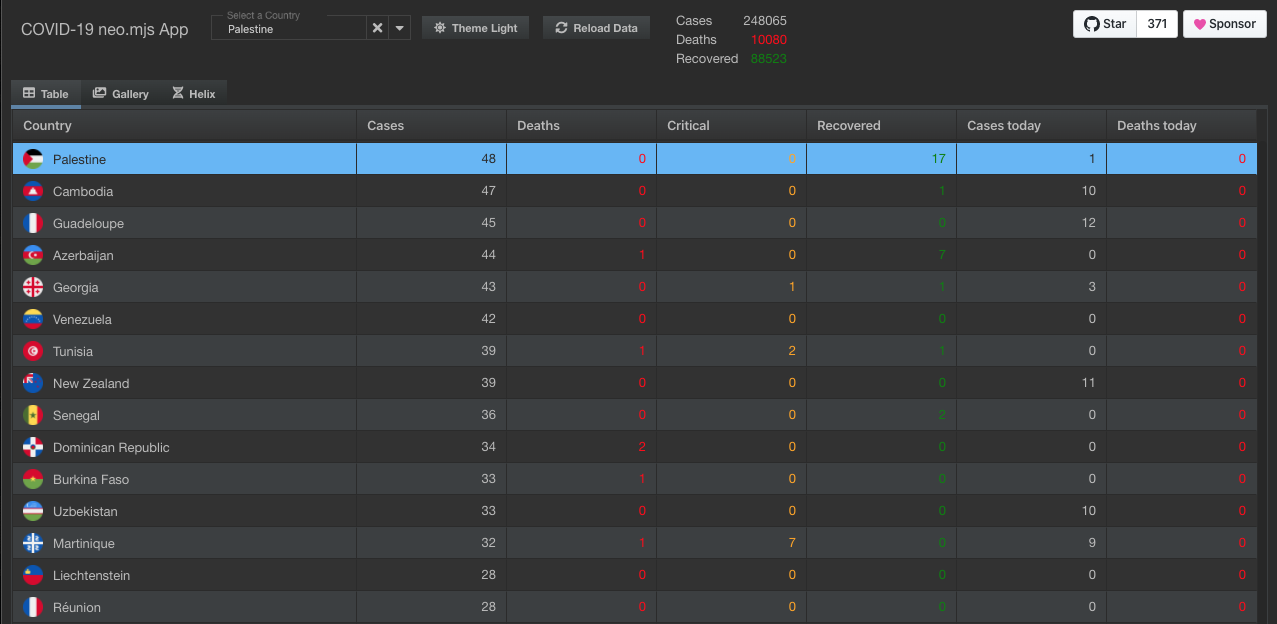 COVID-19 neo.mjs App
Select a Country
Palestine
Theme Light
Reload Data
Cases 248065
Deaths 10080
Recovered 88523
Star 371
Sponsor
Table Gallery Helix
Country Cases Deaths Critical Recovered Cases today Deaths today
Palestine 48 0 0 17 1 0
Cambodia 47 0 0 1 10 0
Guadeloupe 45 0 0 0 12 0
Azerbaijan 44 1 0 7 0 0
Georgia 43 0 1 1 3 0
Venezuela 42 0 0 0 0 0
Tunisia 39 1 2 1 0 0
New Zealand 39 0 0 0 11 0
Senegal 36 0 0 2 0 0
Dominican Republic 34 2 0 0 0 0
Burkina Faso 33 1 0 0 0 0
Uzbekistan 33 0 0 0 10 0
Martinique 32 1 7 0 9 0
Liechtenstein 28 0 0 0 0 0
Réunion 28 0 0 0 0 0